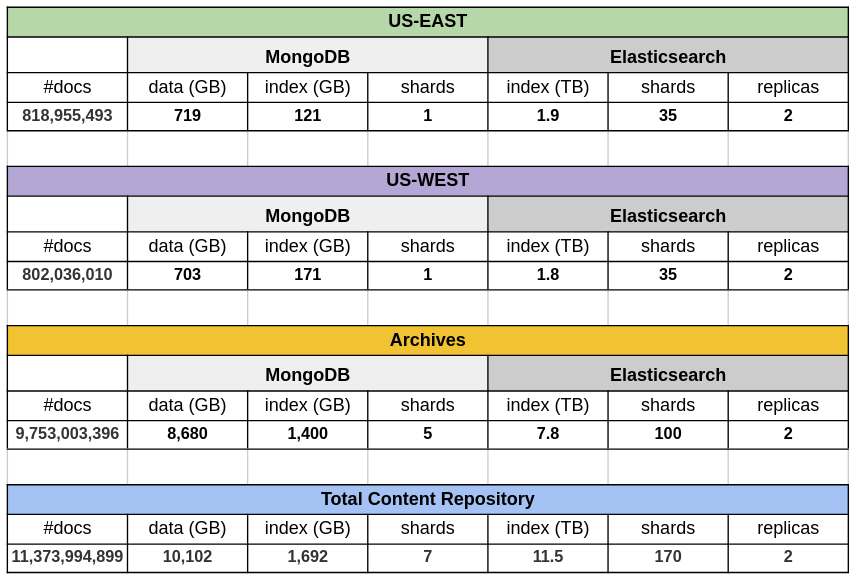 US-EAST
MongoDB Elasticsearch
#docs data (GB) index (GB) shards index (TB) shards replicas
818,955,493 719 121 1 1.9 35 2
US-WEST
MongoDB Elasticsearch
#docs data (GB) index (GB) shards index (TB) shards replicas
802,036,010 703 171 1 1.8 35 2
Archives
MongoDB Elasticsearch
#docs data (GB) index (GB) shards index (TB) shards replicas
9,753,003,396 8,680 1,400 5 7.8 100 2
Total Content Repository
#docs data (GB) index (GB) shards index (TB) shards replicas
11,373,994,899 10,102 1,692 7 11.5 170 2